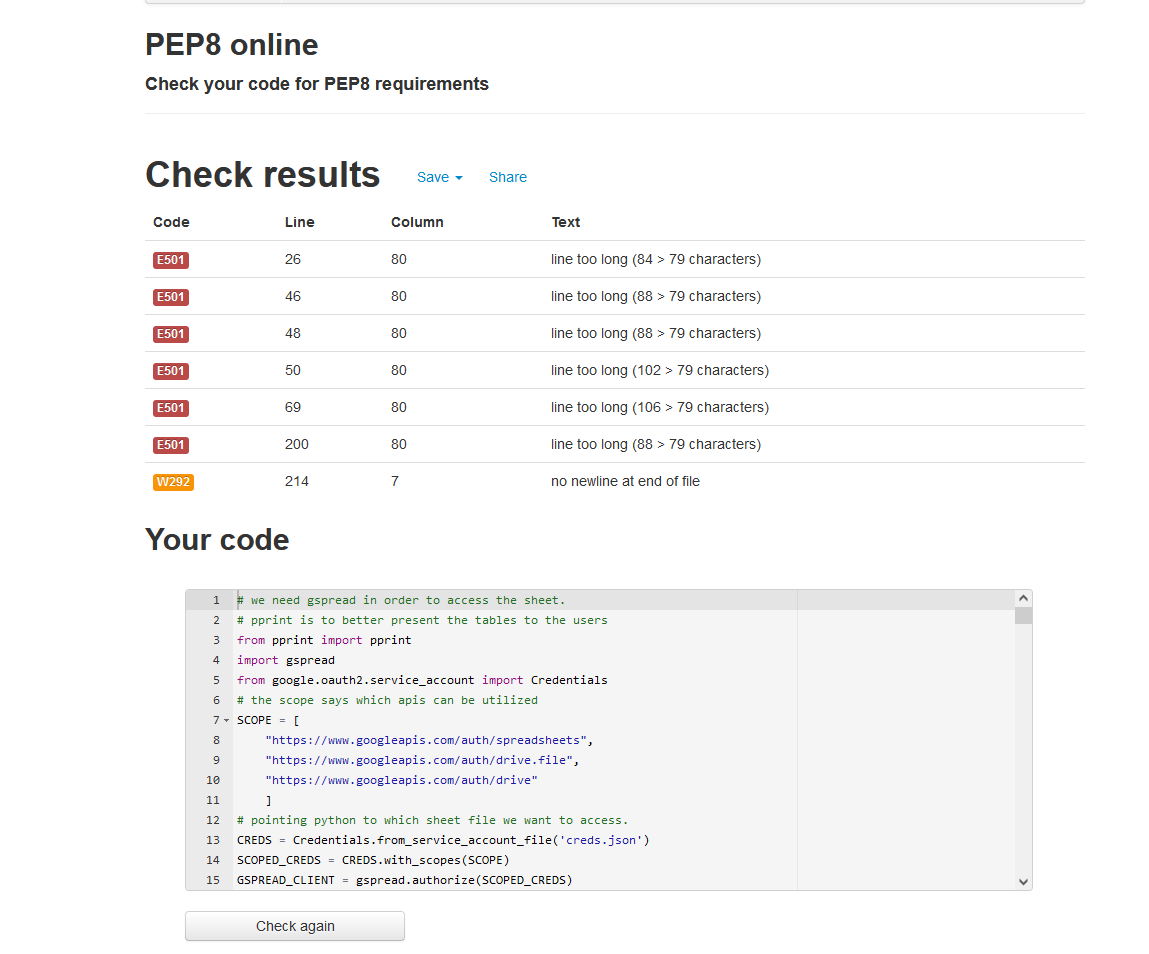 PEP8 online
Check your code for PEP8 requirements
Check results Save Share
Code Line Column Text
E501 26 80 line too long (84 > 79 characters)
E501 46 80 line too long (88 > 79 characters)
E501 48 80 line too long (88 > 79 characters)
E501 50 80 line too long (102 > 79 characters)
E501 69 80 line too long (106 > 79 characters)
E501 200 80 line too long (88 > 79 characters)
W292 214 7 no newline at end of file
Your code
1 # we need gspread in order to access the sheet.
2 # pprint is to better present the tables to the users
3 from pprint import pprint
4 import gspread
5 from google.oauth2.service_account import Credentials
6 # the scope says which apis can be utilized
7 SCOPE = [
8 "https://www.googleapis.com/auth/spreadsheets",
9 "https://www.googleapis.com/auth/drive.file",
10 "https://www.googleapis.com/auth/drive"
11 ]
12 # pointing python to which sheet file we want to access.
13 CREDS = Credentials.from_service_account_file('creds.json')
14 SCOPED_CREDS = CREDS.with_scopes(SCOPE)
15 GSPREAD_CLIENT = gspread.authorize(SCOPED_CREDS)
Check again